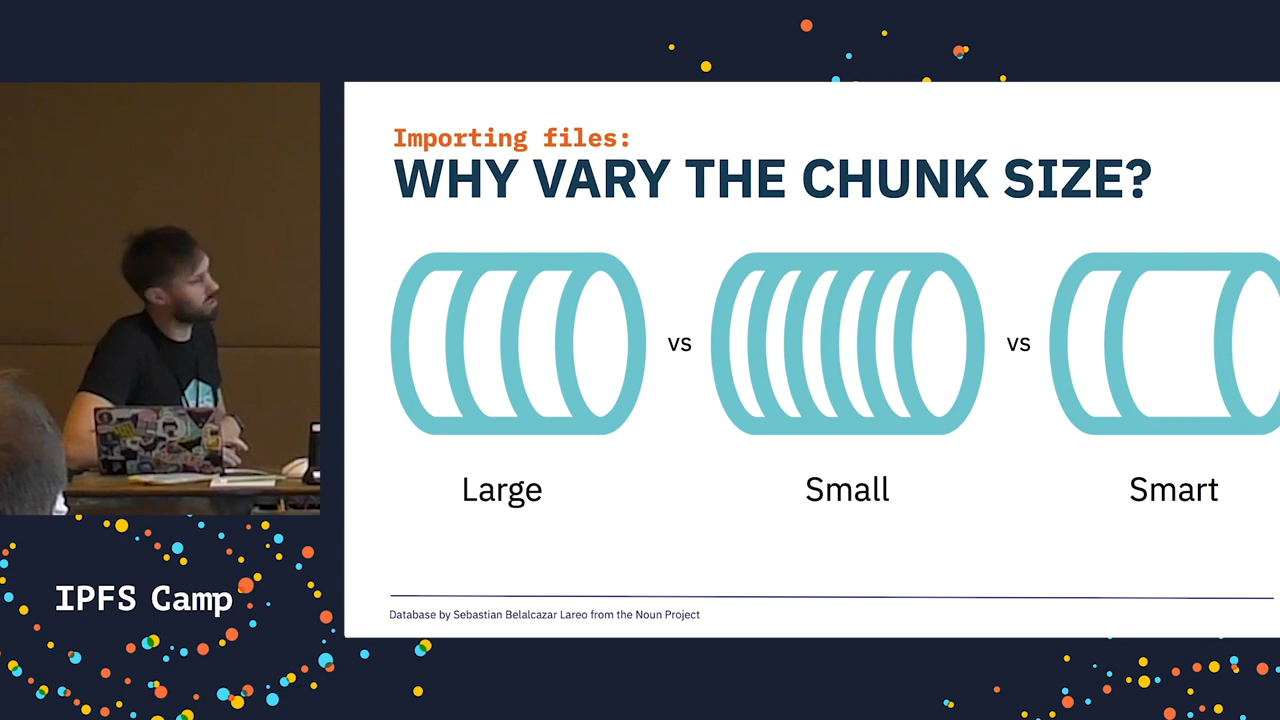 Importing files:
WHY VARY THE CHUNK SIZE?
vs
vs
Large
Small
Smart
IPFS Camp
Database by Sebastian Belalcazar Lareo from the Noun Project